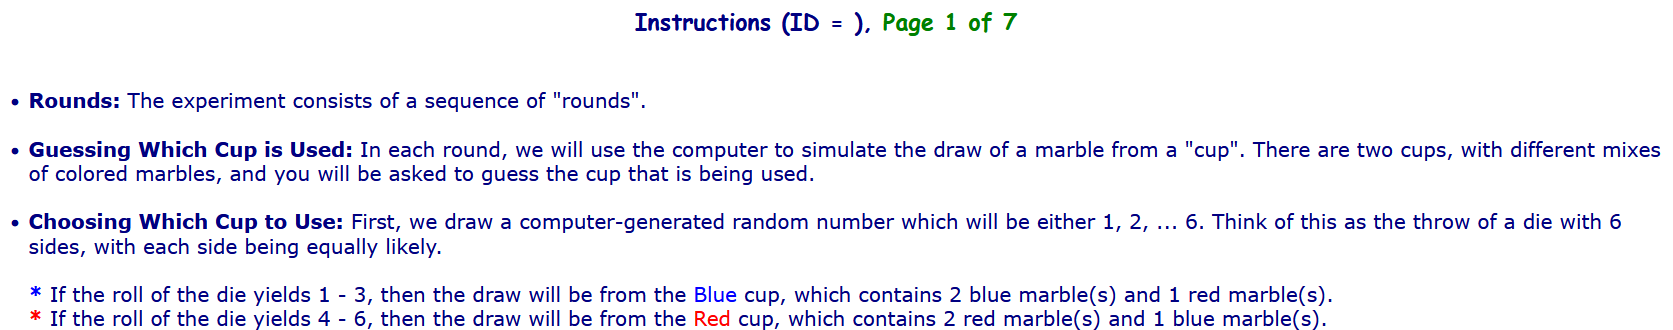 Instructions (ID = ), Page 1 of 7
• Rounds: The experiment consists of a sequence of "rounds".
• Guessing Which Cup is Used: In each round, we will use the computer to simulate the draw of a marble from a "cup". There are two cups, with different mixes
of colored marbles, and you will be asked to guess the cup that is being used.
• Choosing Which Cup to Use: First, we draw a computer-generated random number which will be either 1, 2, ... 6. Think of this as the throw of a die with 6
sides, with each side being equally likely.
* If the roll of the die yields 1 - 3, then the draw will be from the Blue cup, which contains 2 blue marble(s) and 1 red marble(s).
* If the roll of the die yields 4 - 6, then the draw will be from the Red cup, which contains 2 red marble(s) and 1 blue marble(s).